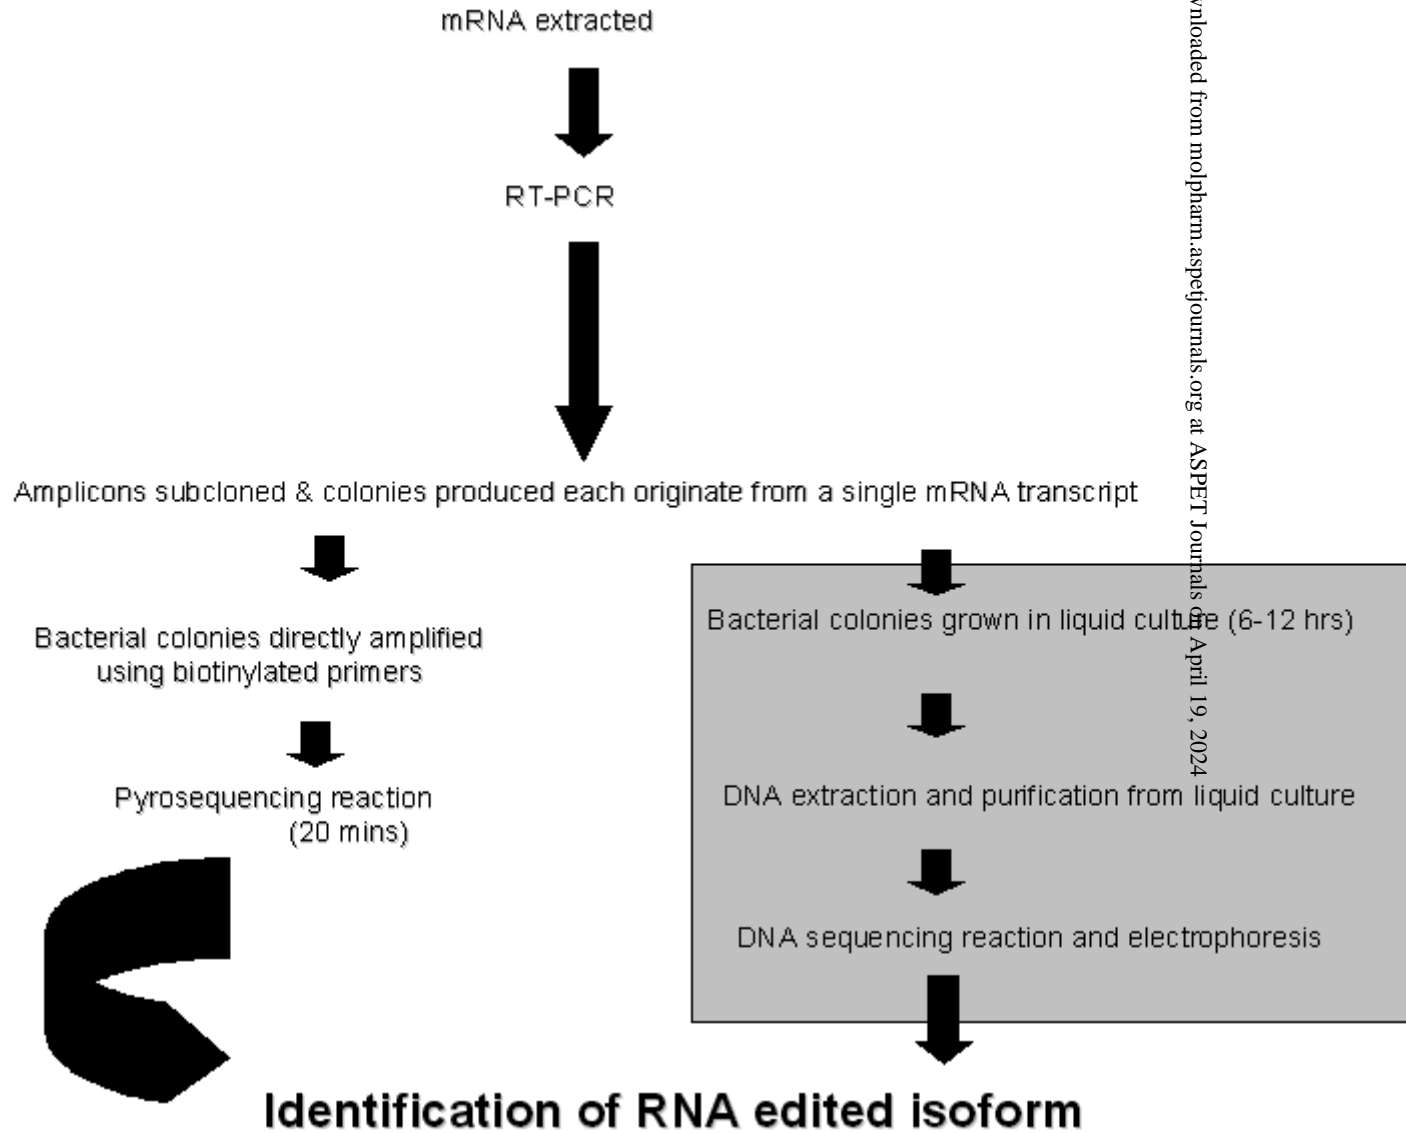 mRNA extracted
RT-PCR
Amplicons subcloned & colonies produced each originate from a single mRNA transcript
Bacterial colonies directly amplified
using biotinylated primers
Pyrosequencing reaction
(20 mins)
Bacterial colonies grown in liquid culture (6-12 hrs)
DNA extraction and purification from liquid culture
DNA sequencing reaction and electrophoresis
Identification of RNA edited isoform
wnloaded from molpharm.aspetjournals.org at ASPET Journals on April 19, 2024